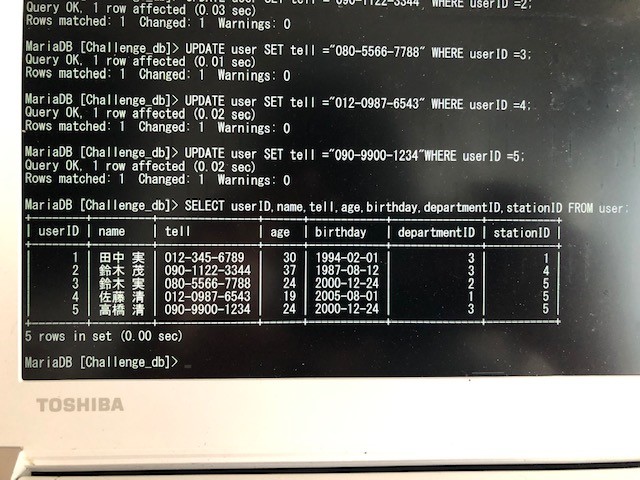 090-1122-3344" WHERE userID =2;
Query OK, 1 row affected (0.03 sec)
Rows matched: 1 Changed: 1 Warnings: 0
MariaDB [Challenge_db]> UPDATE user SET tell ="080-5566-7788" WHERE userID =3;
Query OK, 1 row affected (0.01 sec)
Rows matched: 1 Changed: 1 Warnings: 0
MariaDB [Challenge_db]> UPDATE user SET tell ="012-0987-6543" WHERE userID =4;
Query OK, 1 row affected (0.02 sec)
Rows matched: 1 Changed: 1 Warnings: 0
MariaDB [Challenge_db]> UPDATE user SET tell ="090-9900-1234"WHERE userID =5;
Query OK, 1 row affected (0.02 sec)
Rows matched: 1 Changed: 1 Warnings: 0
MariaDB [Challenge_db]> SELECT userID,name,tell,age,birthday,departmentID,stationID FROM user;
| userID | name | tell | age | birthday | departmentID | stationID |
| 1 | 田中 実 | 012-345-6789 | 30 | 1994-02-01 | 3 | 1 |
| 2 | 鈴木 茂 | 090-1122-3344 | 37 | 1987-08-12 | 3 | 4 |
| 3 | 鈴木 実 | 080-5566-7788 | 24 | 2000-12-24 | 2 | 5 |
| 4 | 佐藤 清 | 012-0987-6543 | 19 | 2005-08-01 | 1 | 5 |
| 5 | 高橋 清 | 090-9900-1234 | 24 | 2000-12-24 | 3 | 5 |
5 rows in set (0.00 sec)
MariaDB [Challenge_db]>
TOSHIBA